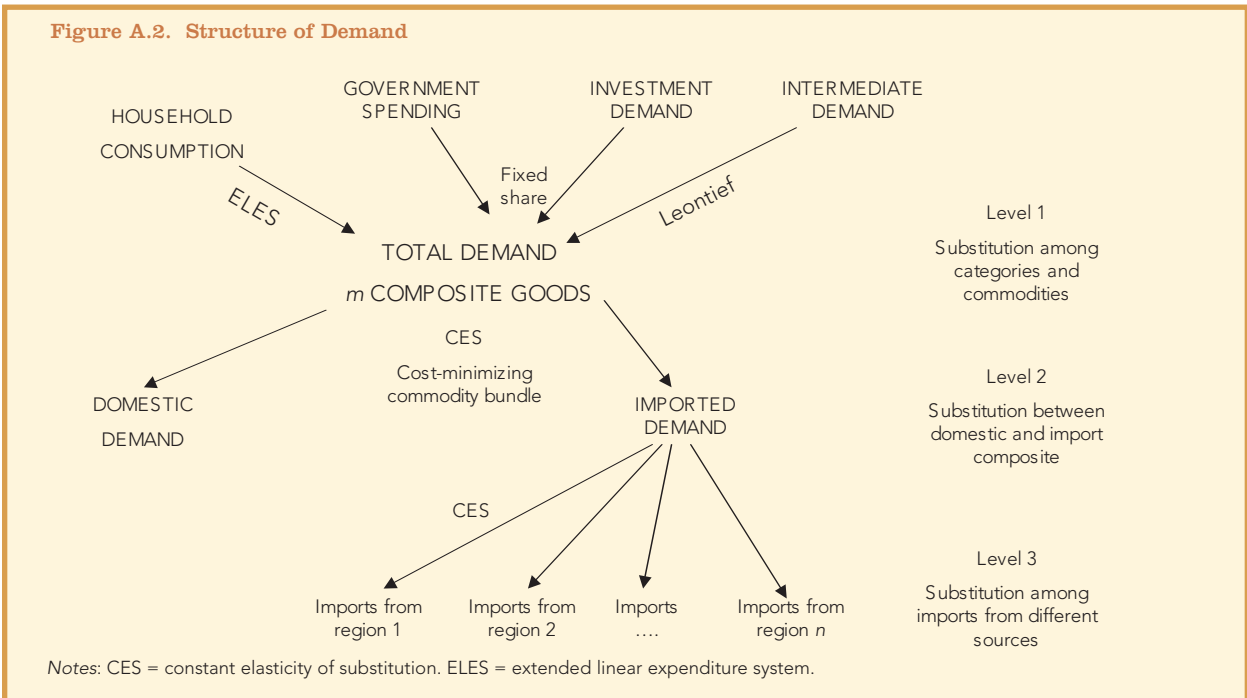 Figure A.2. Structure of Demand
HOUSEHOLD
CONSUMPTION
GOVERNMENT
SPENDING
INVESTMENT
DEMAND
INTERMEDIATE
DEMAND
ELES
Fixed
share
Leontief
TOTAL DEMAND
m COMPOSITE GOODS
Level 1
Substitution among
categories and
commodities
CES
Cost-minimizing
commodity bundle
DOMESTIC
DEMAND
IMPORTED
DEMAND
Level 2
Substitution between
domestic and import
composite
CES
Imports from
region 1
Imports from
region 2
Imports
....
Imports from
region n
Level 3
Substitution among
imports from different
sources
Notes: CES = constant elasticity of substitution. ELES = extended linear expenditure system.